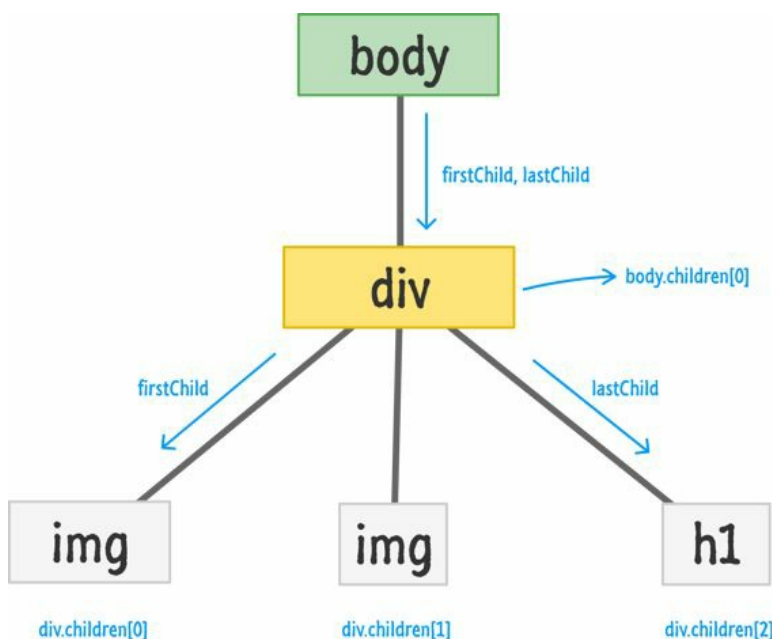 body
firstChild, lastChild
div
body.children[0]
firstChild
lastChild
img
img
h1
div.children[0]
div.children[1]
div.children[2]